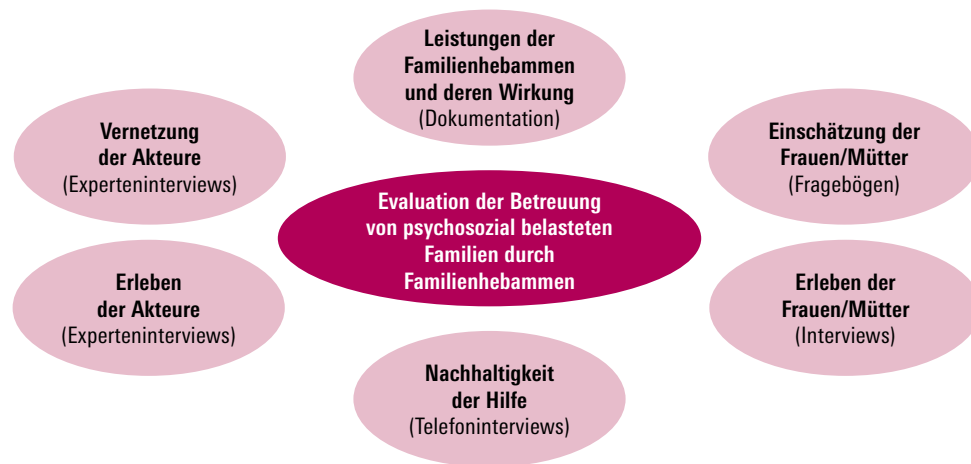 Leistungen der
Familienhebammen
und deren Wirkung
(Dokumentation)
Vernetzung
der Akteure
(Experteninterviews)
Einschätzung der
Frauen/Mütter
(Fragebögen)
Evaluation der Betreuung
von psychosozial belasteten
Familien durch
Familienhebammen
Erleben
der Akteure
(Experteninterviews)
Erleben der
Frauen/Mütter
(Interviews)
Nachhaltigkeit
der Hilfe
(Telefoninterviews)